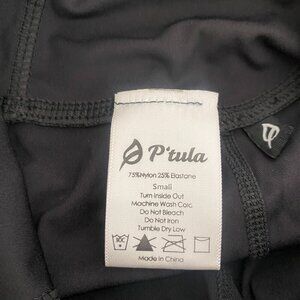 P'tula
75%Nylon 25% Elastane
Small
Turn Inside Out
Machine Wash Cold
Do Not Bleach
Do Not Iron
Tumble Dry Low
Made in China